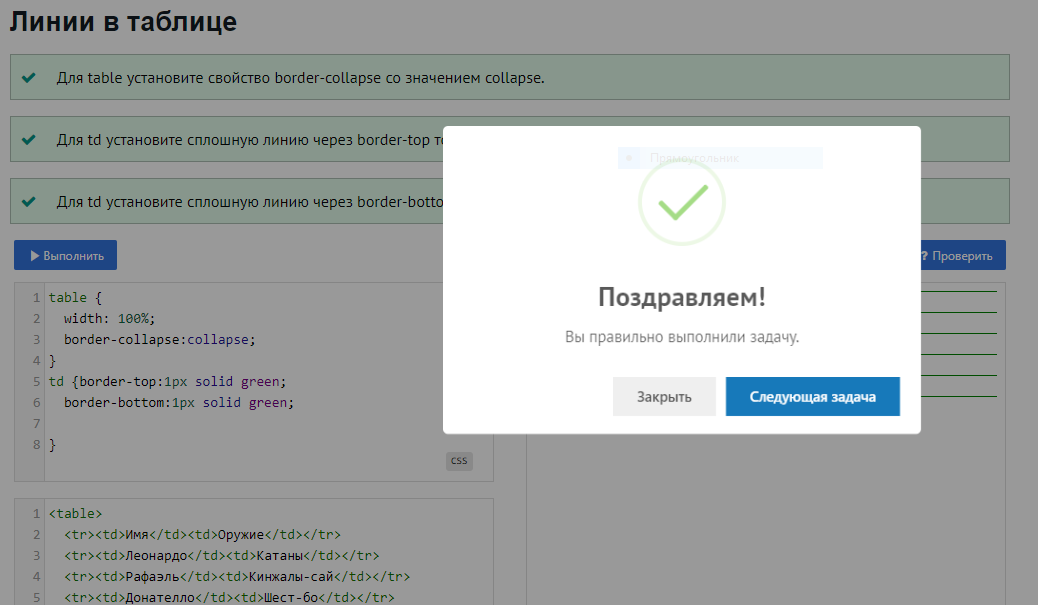 Линии в таблице
Для table установите свойство border-collapse со значением collapse.
Для td установите сплошную линию через border-top
Для td установите сплошную линию через
Прямоугольник
Выполнить
? Проверить
Поздравляем!
Вы правильно выполнили задачу.
Закрыть
Следующая задача
1 table {
2 width: 100%;
3 border-collapse:collapse;
4 }
5 td {border-top:1px solid green;
6 border-bottom:1px solid green;
7
8 }
CSS
1 <table>
2 <tr><td>Имя</td><td>Оружие</td></tr>
3 <tr><td>Леонардо</td><td>Катаны</td></tr>
4 <tr><td>Рафаэль</td><td>Кинжалы-сай</td></tr>
5 <tr><td>Донателло</td><td>Шест-бо</td></tr>